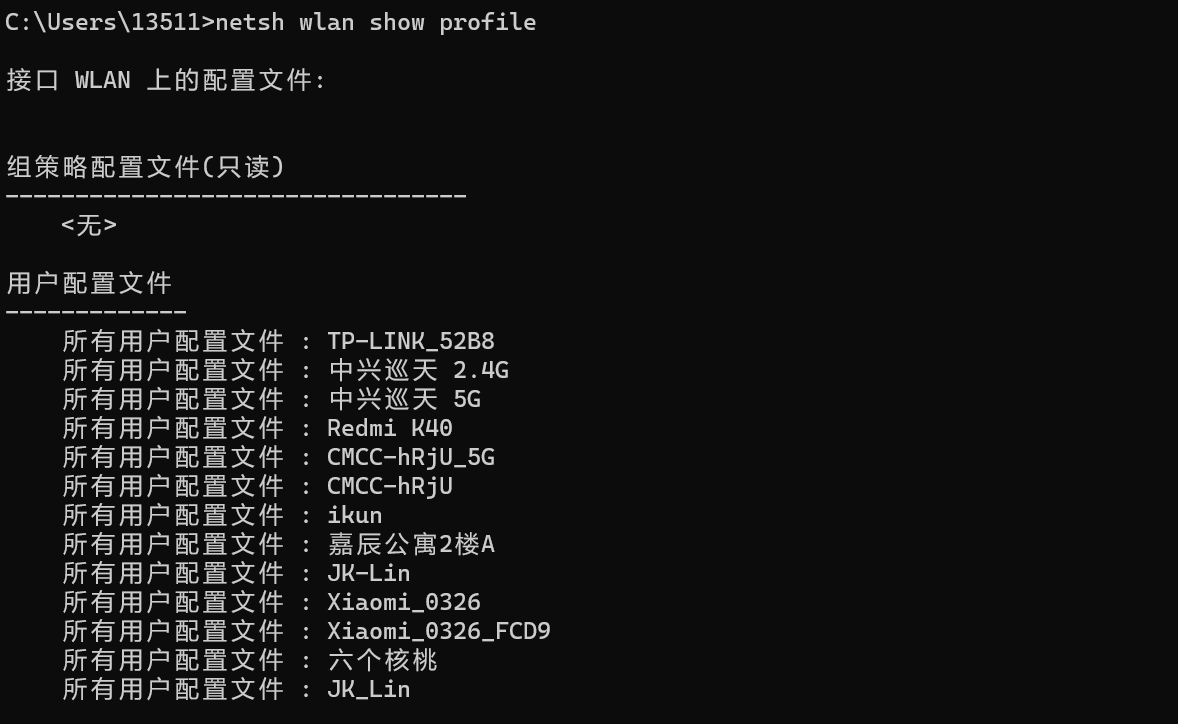 C:\Users\13511>netsh wlan show profile
接口 WLAN 上的配置文件:
组策略配置文件(只读)
---------------------------------
<无>
用户配置文件
-------------
所有用户配置文件 : TP-LINK_52B8
所有用户配置文件 : 中兴巡天 2.4G
所有用户配置文件 : 中兴巡天 5G
所有用户配置文件 : Redmi K40
所有用户配置文件 : CMCC-hRjU_5G
所有用户配置文件 : CMCC-hRjU
所有用户配置文件 : ikun
所有用户配置文件 : 嘉辰公寓2楼A
所有用户配置文件 : JK-Lin
所有用户配置文件 : Xiaomi_0326
所有用户配置文件 : Xiaomi_0326_FCD9
所有用户配置文件 : 六个核桃
所有用户配置文件 : JK_Lin